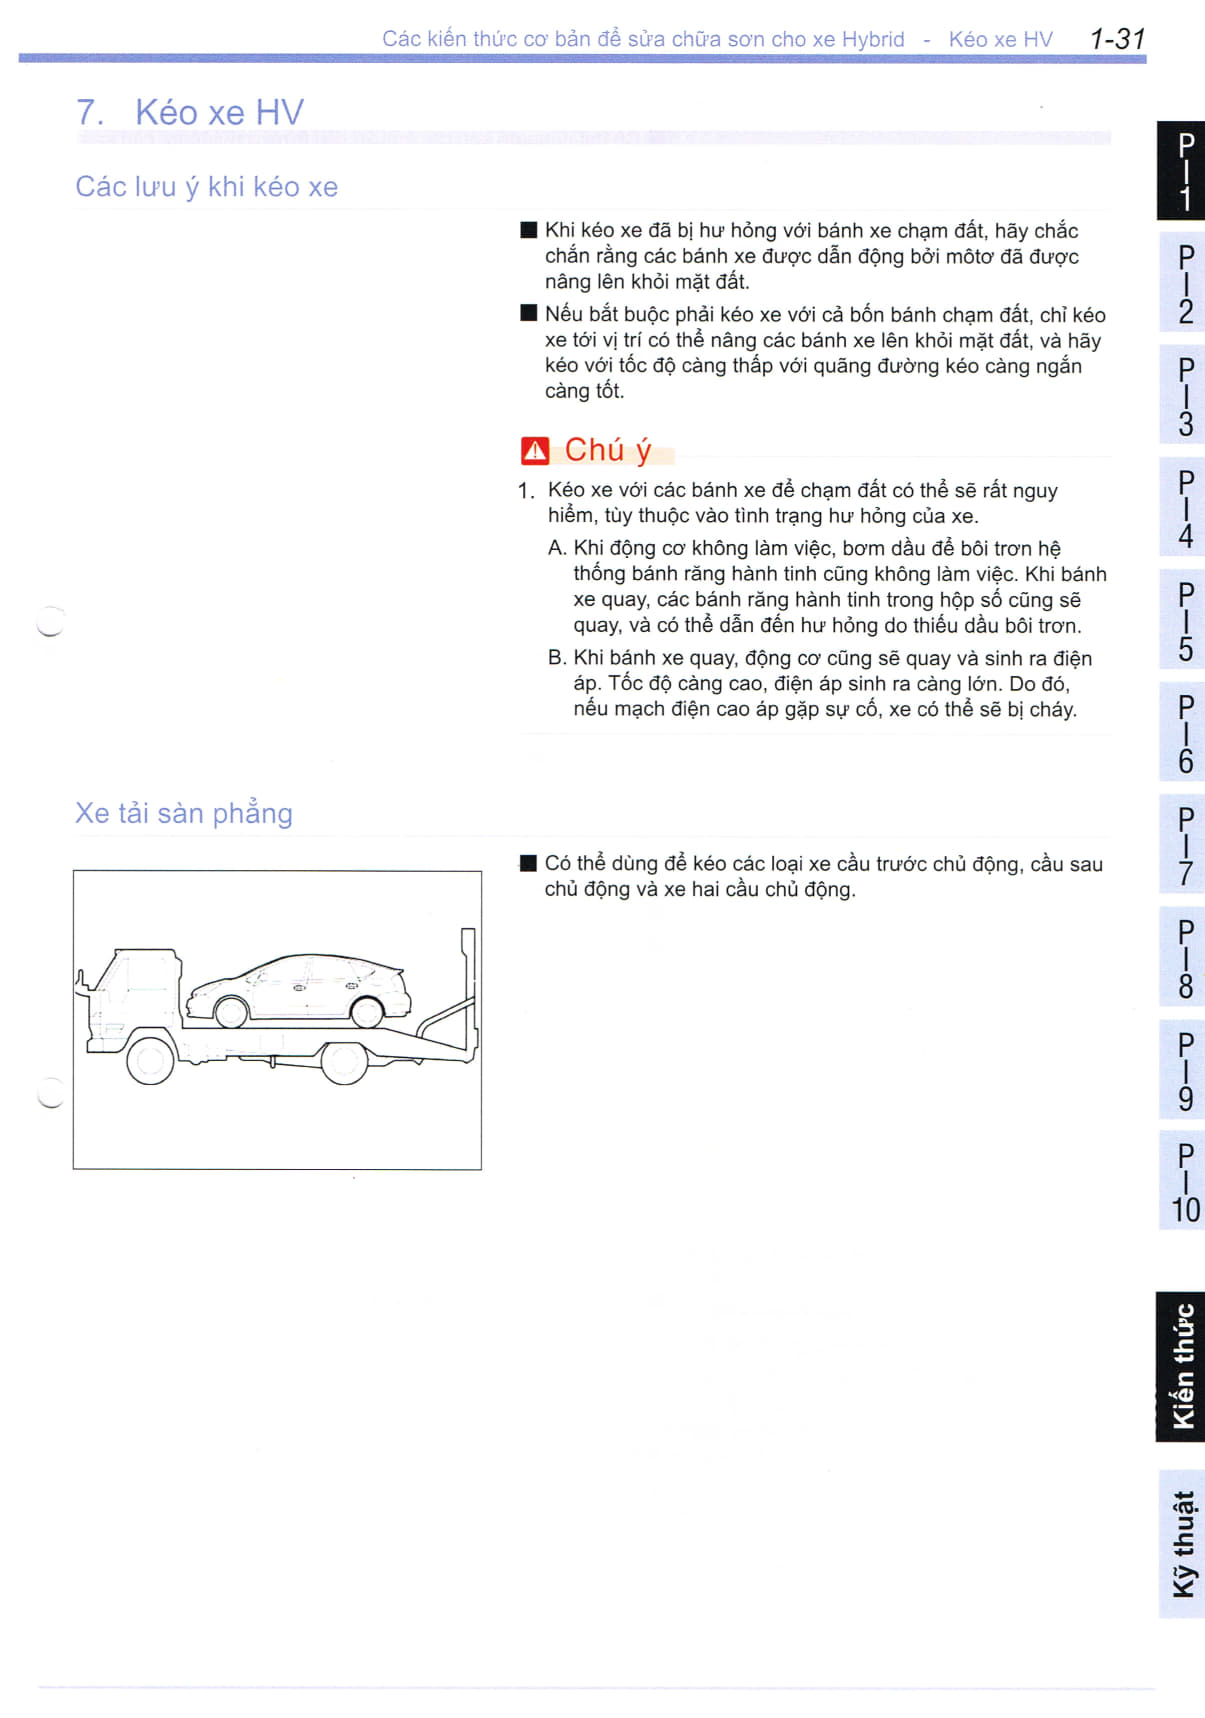 Các kiến thức cơ bản để sửa chữa sơn cho xe Hybrid - Kéo xe HV 1-31
7. Kéo xe HV
Các lưu ý khi kéo xe
■ Khi kéo xe đã bị hư hỏng với bánh xe chạm đất, hãy chắc
chắn rằng các bánh xe được dẫn động bởi môtơ đã được
nâng lên khỏi mặt đất.
■ Nếu bắt buộc phải kéo xe với cả bốn bánh chạm đất, chỉ kéo
xe tới vị trí có thể nâng các bánh xe lên khỏi mặt đất, và hãy
kéo với tốc độ càng thấp với quãng đường kéo càng ngắn
càng tốt.
Chú ý
1. Kéo xe với các bánh xe để chạm đất có thể sẽ rất nguy
hiểm, tùy thuộc vào tình trạng hư hỏng của xe.
A. Khi động cơ không làm việc, bơm dầu để bôi trơn hệ
thống bánh răng hành tinh cũng không làm việc. Khi bánh
xe quay, các bánh răng hành tinh trong hộp số cũng sẽ
quay, và có thể dẫn đến hư hỏng do thiếu dầu bôi trơn.
B. Khi bánh xe quay, động cơ cũng sẽ quay và sinh ra điện
áp. Tốc độ càng cao, điện áp sinh ra càng lớn. Do đó,
nếu mạch điện cao áp gặp sự cố, xe có thể sẽ bị cháy.
Xe tải sàn phẳng
■ Có thể dùng để kéo các loại xe cầu trước chủ động, cầu sau
chủ động và xe hai cầu chủ động.
P-1
P-2
P-3
P-4
P-5
P-6
P-7
P-8
P-9
P-10
Kiến thức
Kỹ thuật